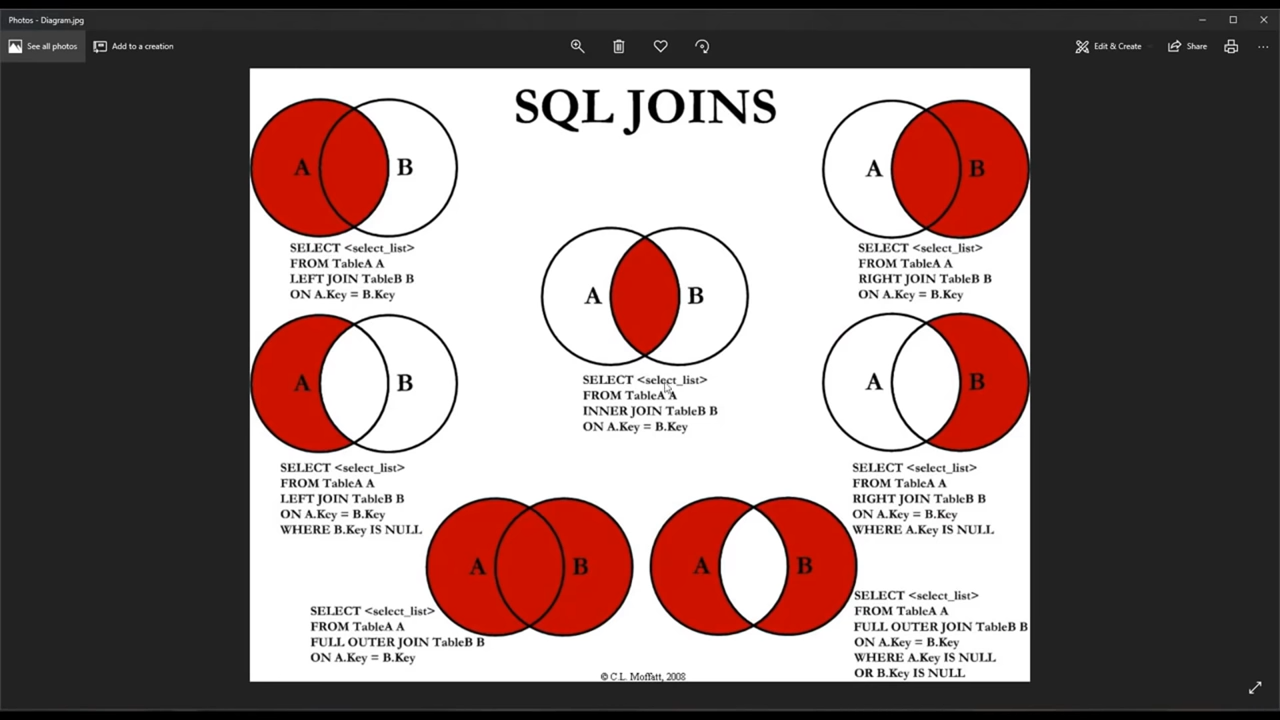 Photos - Diagram.jpg
See all photos
Add to a creation
Edit & Create
Share
SQL JOINS
A
B
SELECT <select_list>
FROM TableA A
LEFT JOIN TableB B
ON A.Key = B.Key
A
B
SELECT <select_list>
FROM TableA A
RIGHT JOIN TableB B
ON A.Key = B.Key
A
B
SELECT <select_list>
FROM TableA A
INNER JOIN TableB B
ON A.Key = B.Key
A
B
SELECT <select_list>
FROM TableA A
LEFT JOIN TableB B
ON A.Key = B.Key
WHERE B.Key IS NULL
A
B
SELECT <select_list>
FROM TableA A
RIGHT JOIN TableB B
ON A.Key = B.Key
WHERE A.Key IS NULL
A
B
SELECT <select_list>
FROM TableA A
FULL OUTER JOIN TableB B
ON A.Key = B.Key
A
B
SELECT <select_list>
FROM TableA A
FULL OUTER JOIN TableB B
ON A.Key = B.Key
WHERE A.Key IS NULL
OR B.Key IS NULL
© C.L. Moffatt, 2008